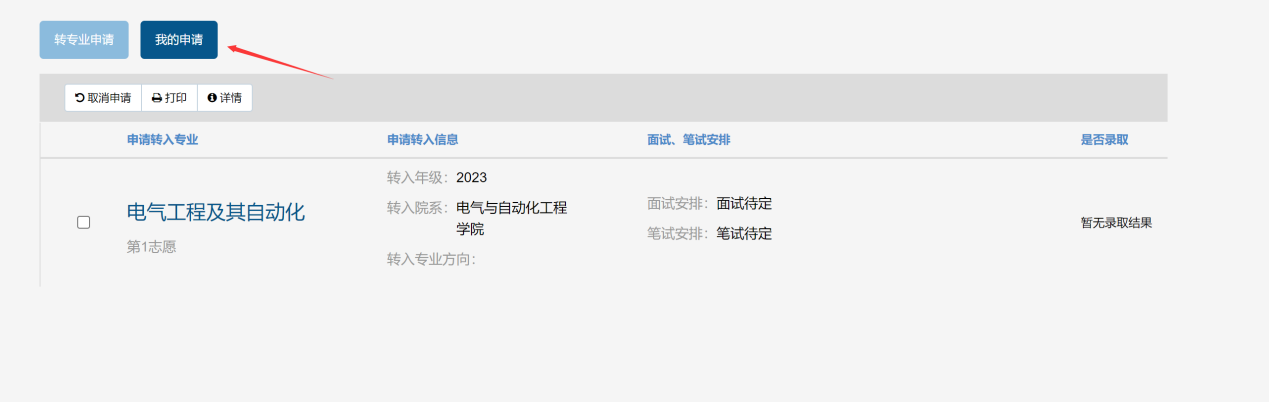 转专业申请 我的申请
取消申请 打印 详情
申请转入专业 申请转入信息 面试、笔试安排 是否录取
电气工程及其自动化
第1志愿
转入年级：2023
转入院系：电气与自动化工程
学院
转入专业方向：
面试安排：面试待定
笔试安排：笔试待定
暂无录取结果